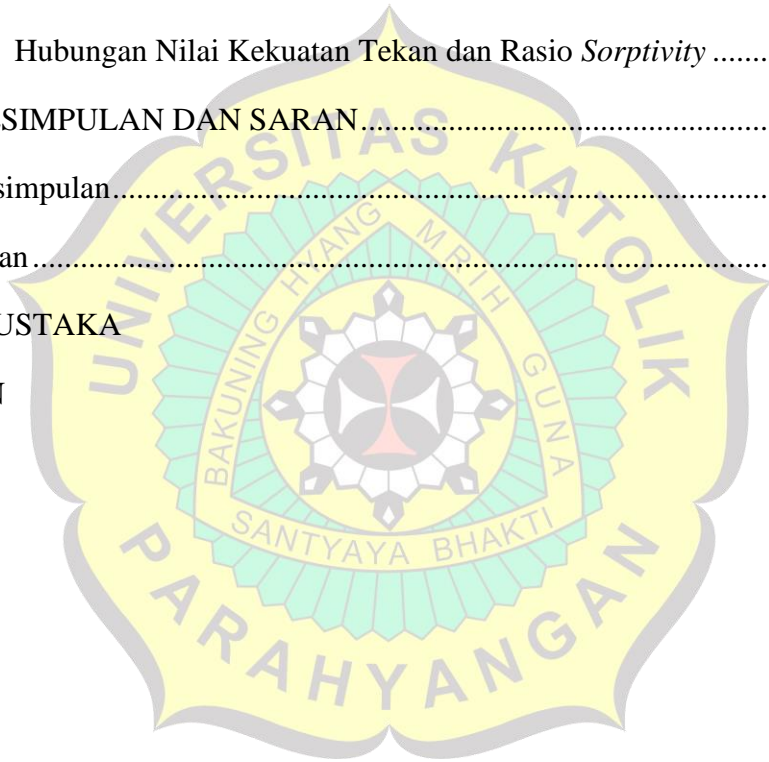 Hubungan Nilai Kekuatan Tekan dan Rasio Sorptivity .......
SIMPULAN DAN SARAN..................................................
simpulan...............................................................................
an .........................................................................................
USTAKA
UNIVERSITAS KATOLIK
PARAHYANGAN
BAKUNING HYANG MRIH GUNA
SANTYAYA BHAKTI